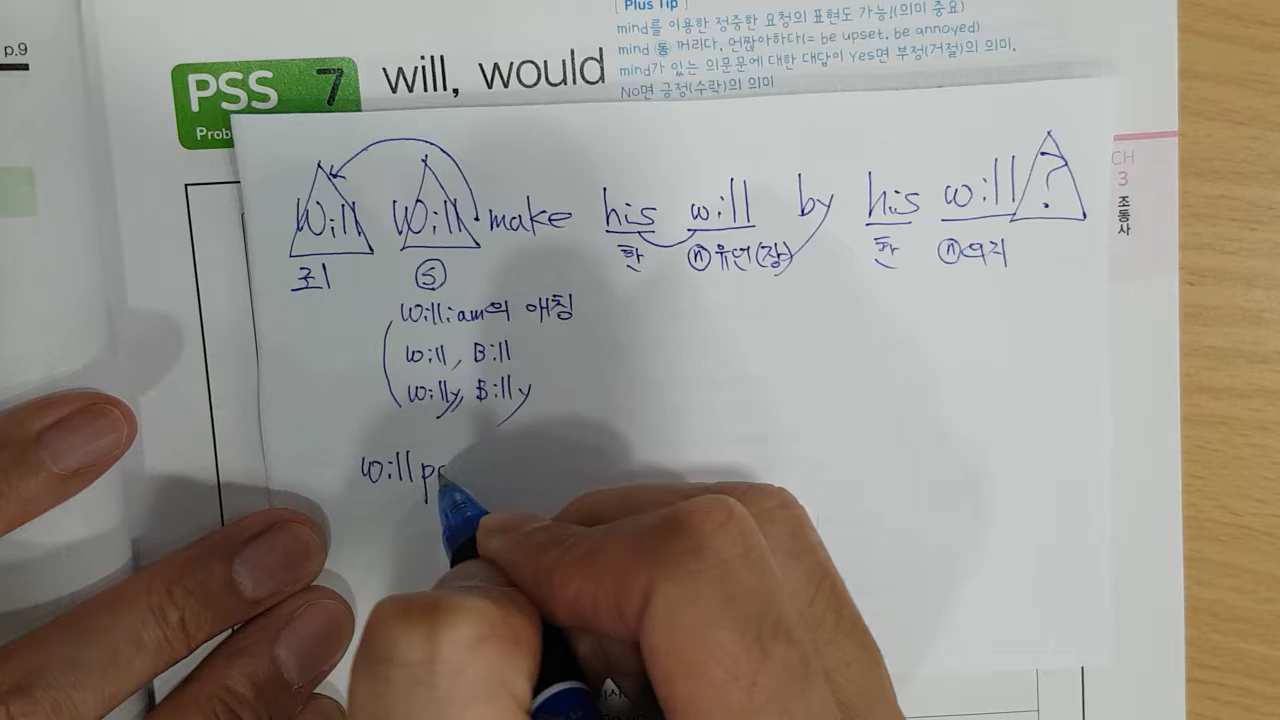 [ Plus Tip ]
mind를 이용한 정중한 요청의 표현도 가능!(의미 중요)
mind 동 꺼리다, 언짢아하다(= be upset, be annoyed)
mind가 있는 의문문에 대한 대답이 Yes면 부정(거절)의 의미,
No면 긍정(수락)의 의미
p.9
PSS 7 will, would
Prob
CH
3
조동사
Will Will make his will by his will?
조 ⓢ 한 ⓝ유언(장) 한 ⓝ의지
William의 애칭
Will, Bill
Willy, Billy
will